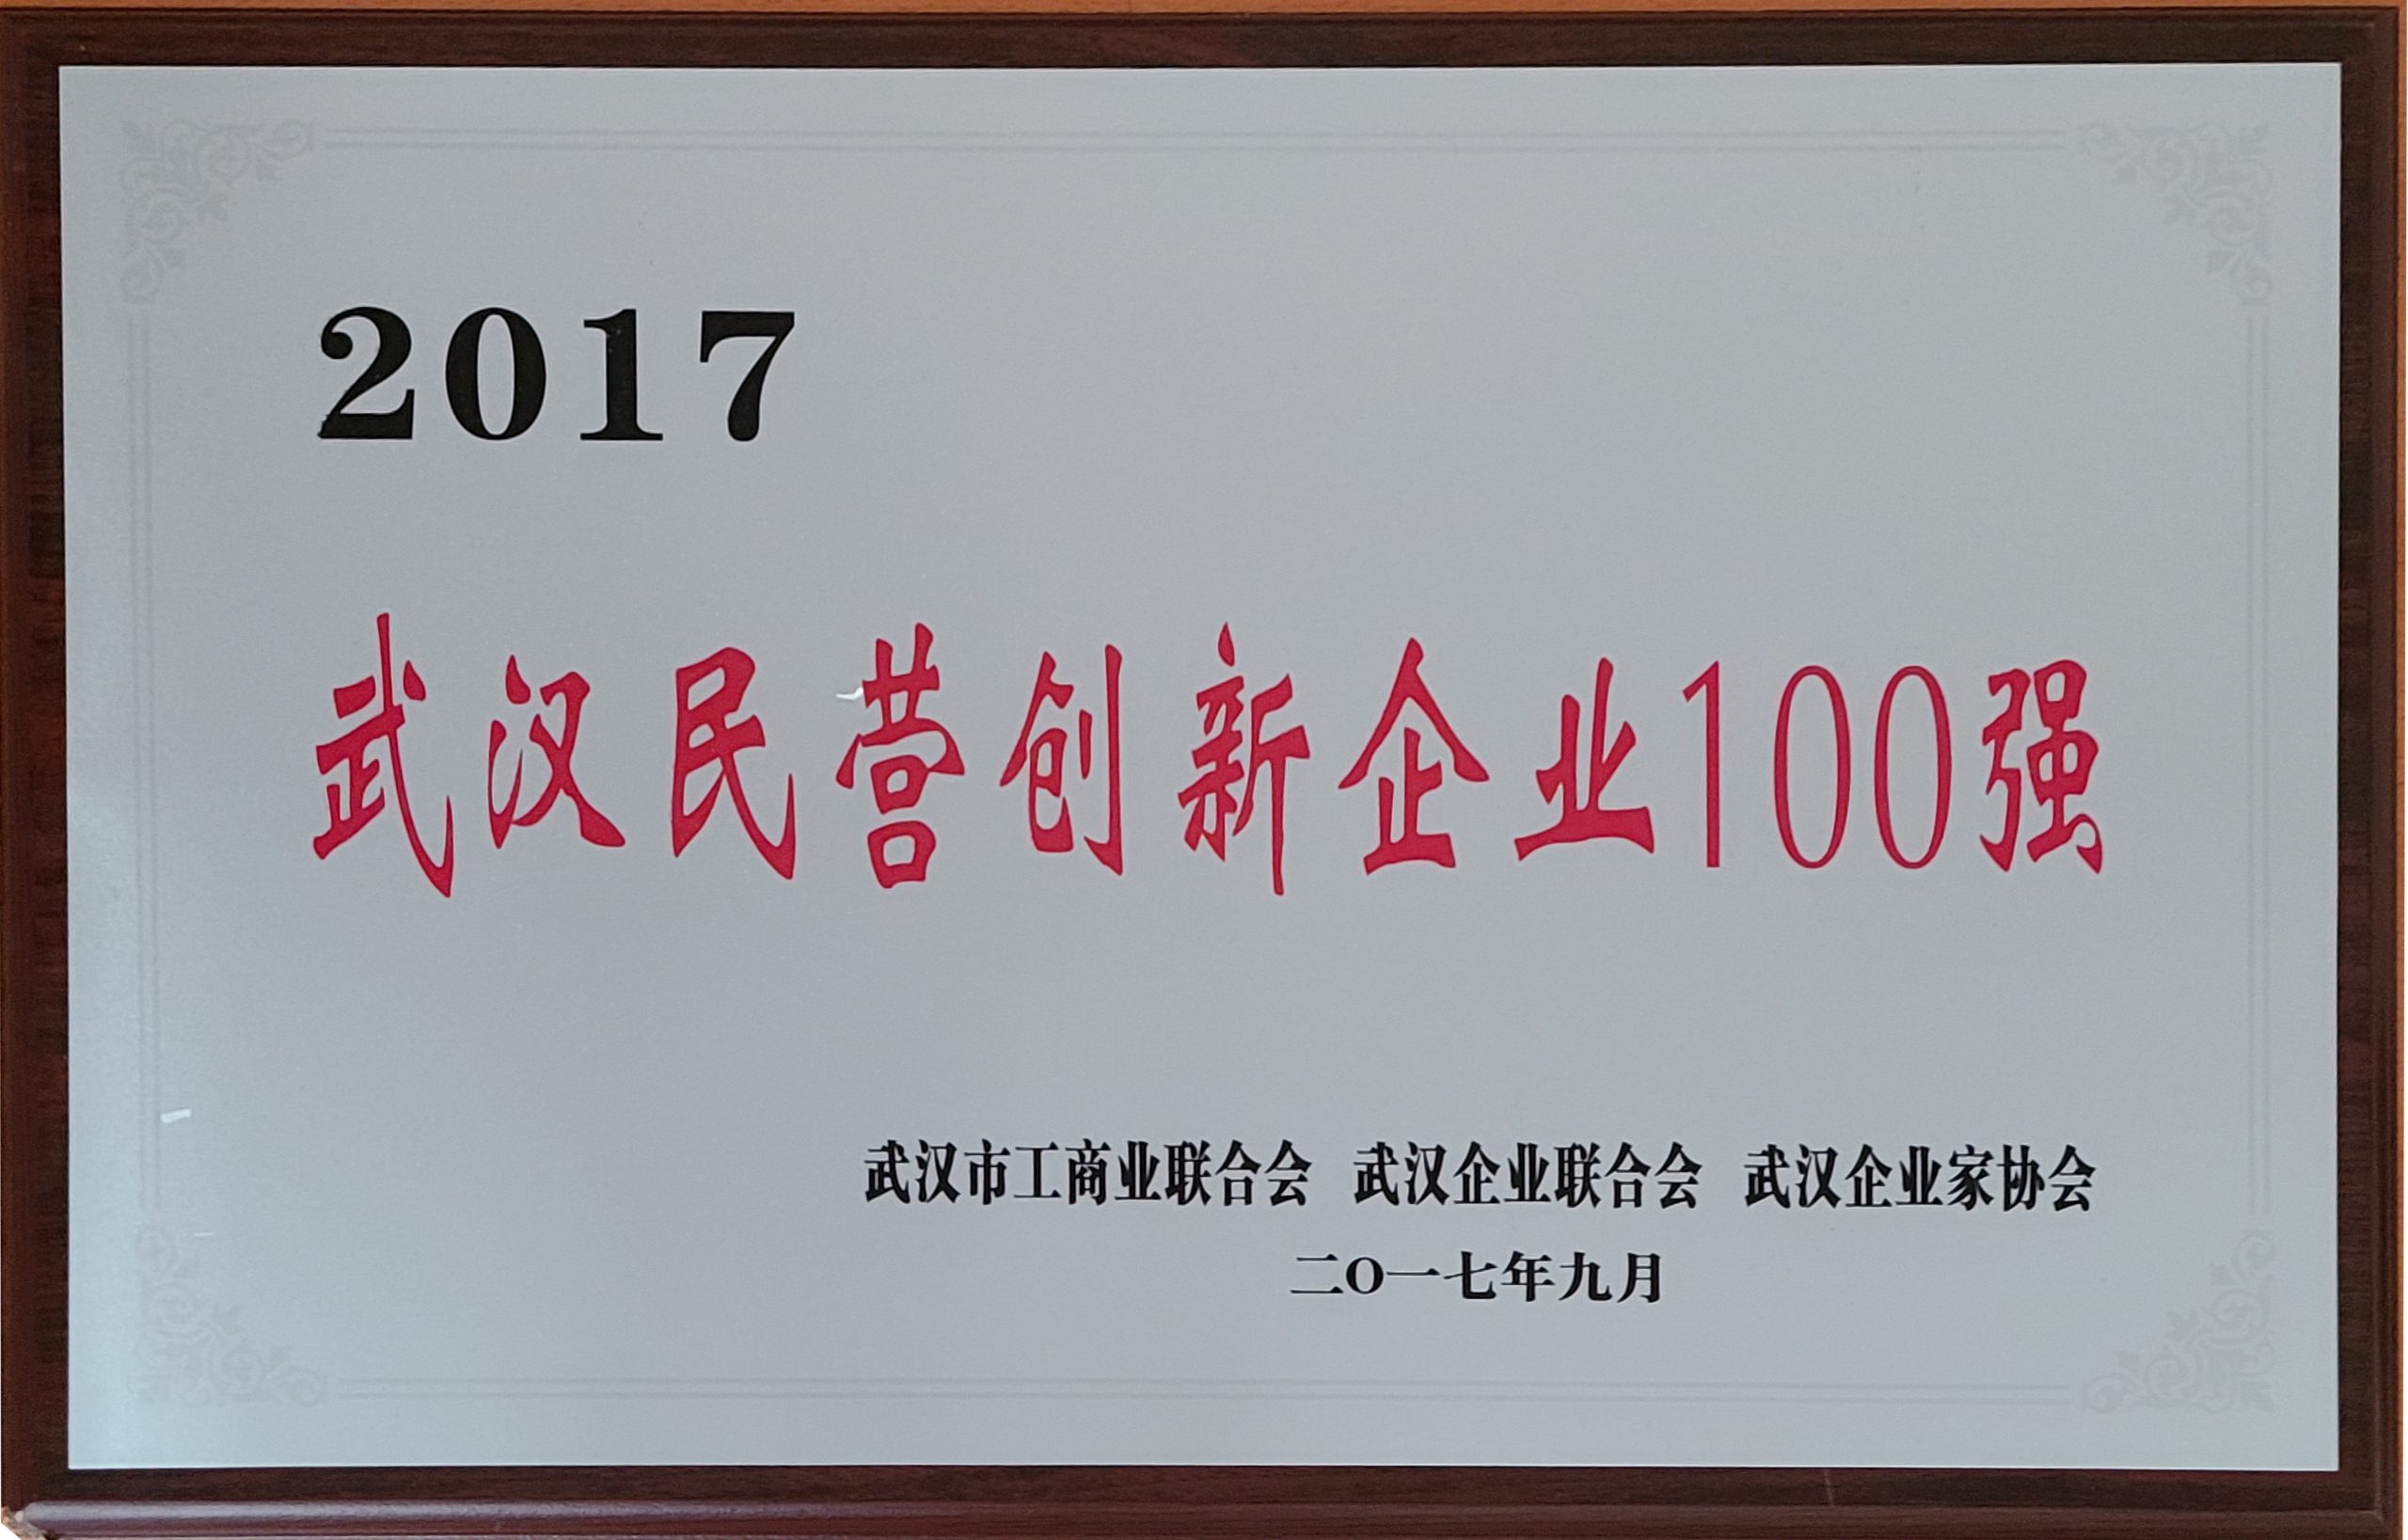 2017
武汉民营创新企业100强
武汉市工商业联合会 武汉企业联合会 武汉企业家协会
二O一七年九月